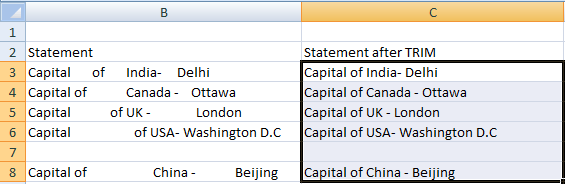 B C
1
2 Statement Statement after TRIM
3 Capital of India- Delhi Capital of India- Delhi
4 Capital of Canada - Ottawa Capital of Canada - Ottawa
5 Capital of UK - London Capital of UK - London
6 Capital of USA- Washington D.C Capital of USA- Washington D.C
7
8 Capital of China - Beijing Capital of China - Beijing